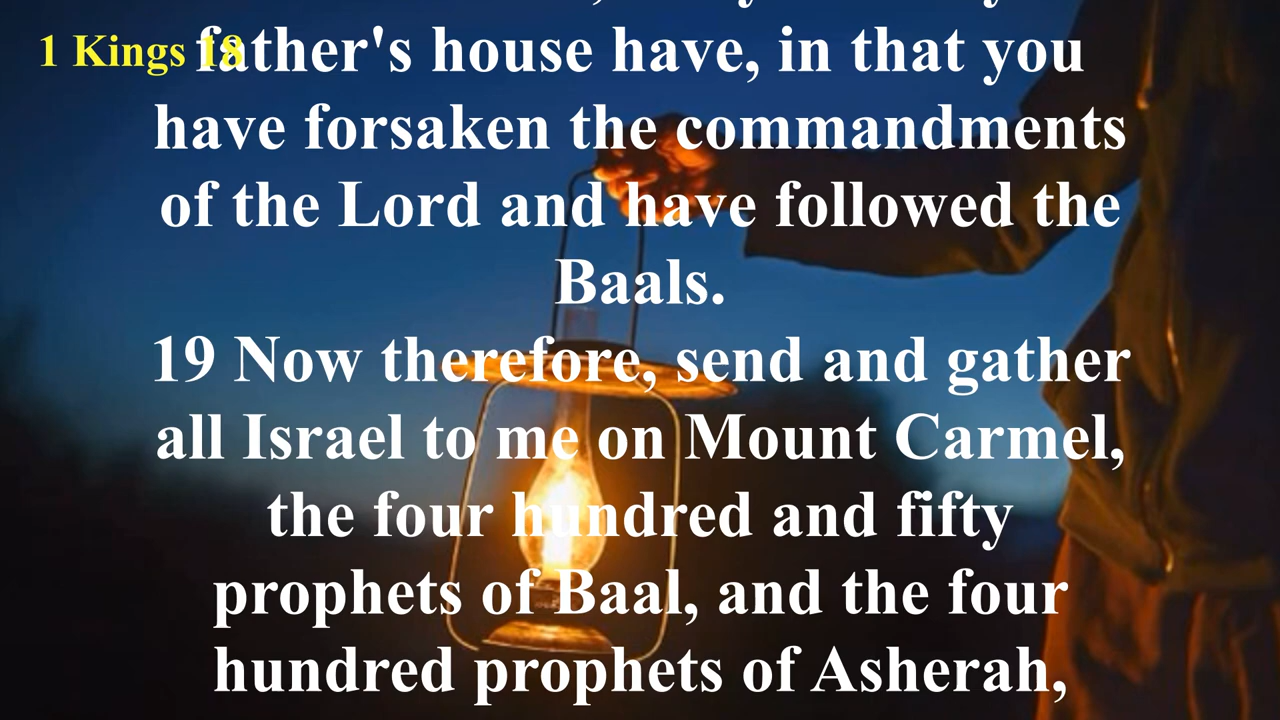 1 Kings 18
father's house have, in that you
have forsaken the commandments
of the Lord and have followed the
Baals.
19 Now therefore, send and gather
all Israel to me on Mount Carmel,
the four hundred and fifty
prophets of Baal, and the four
hundred prophets of Asherah,